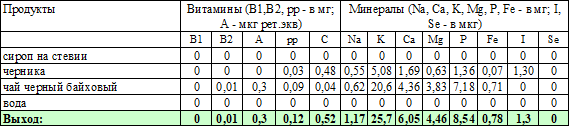 Продукты Витамины (B1,B2, рр - в мг; А - мкг рет.экв) Минералы (Na, Ca, K, Mg, P, Fe - в мг; I, Se - в мкг)
B1 B2 A рр C Na K Ca Mg P Fe I Se
сироп на стевии 0 0 0 0 0 0 0 0 0 0 0 0 0
черника 0 0 0 0,03 0,48 0,55 5,08 1,69 0,63 1,36 0,07 1,30 0
чай черный байховый 0 0,01 0,3 0,09 0,04 0,62 20,6 4,36 3,83 7,18 0,71 0 0
вода 0 0 0 0 0 0 0 0 0 0 0 0 0
Выход: 0 0,01 0,3 0,12 0,52 1,17 25,7 6,05 4,46 8,54 0,78 1,3 0